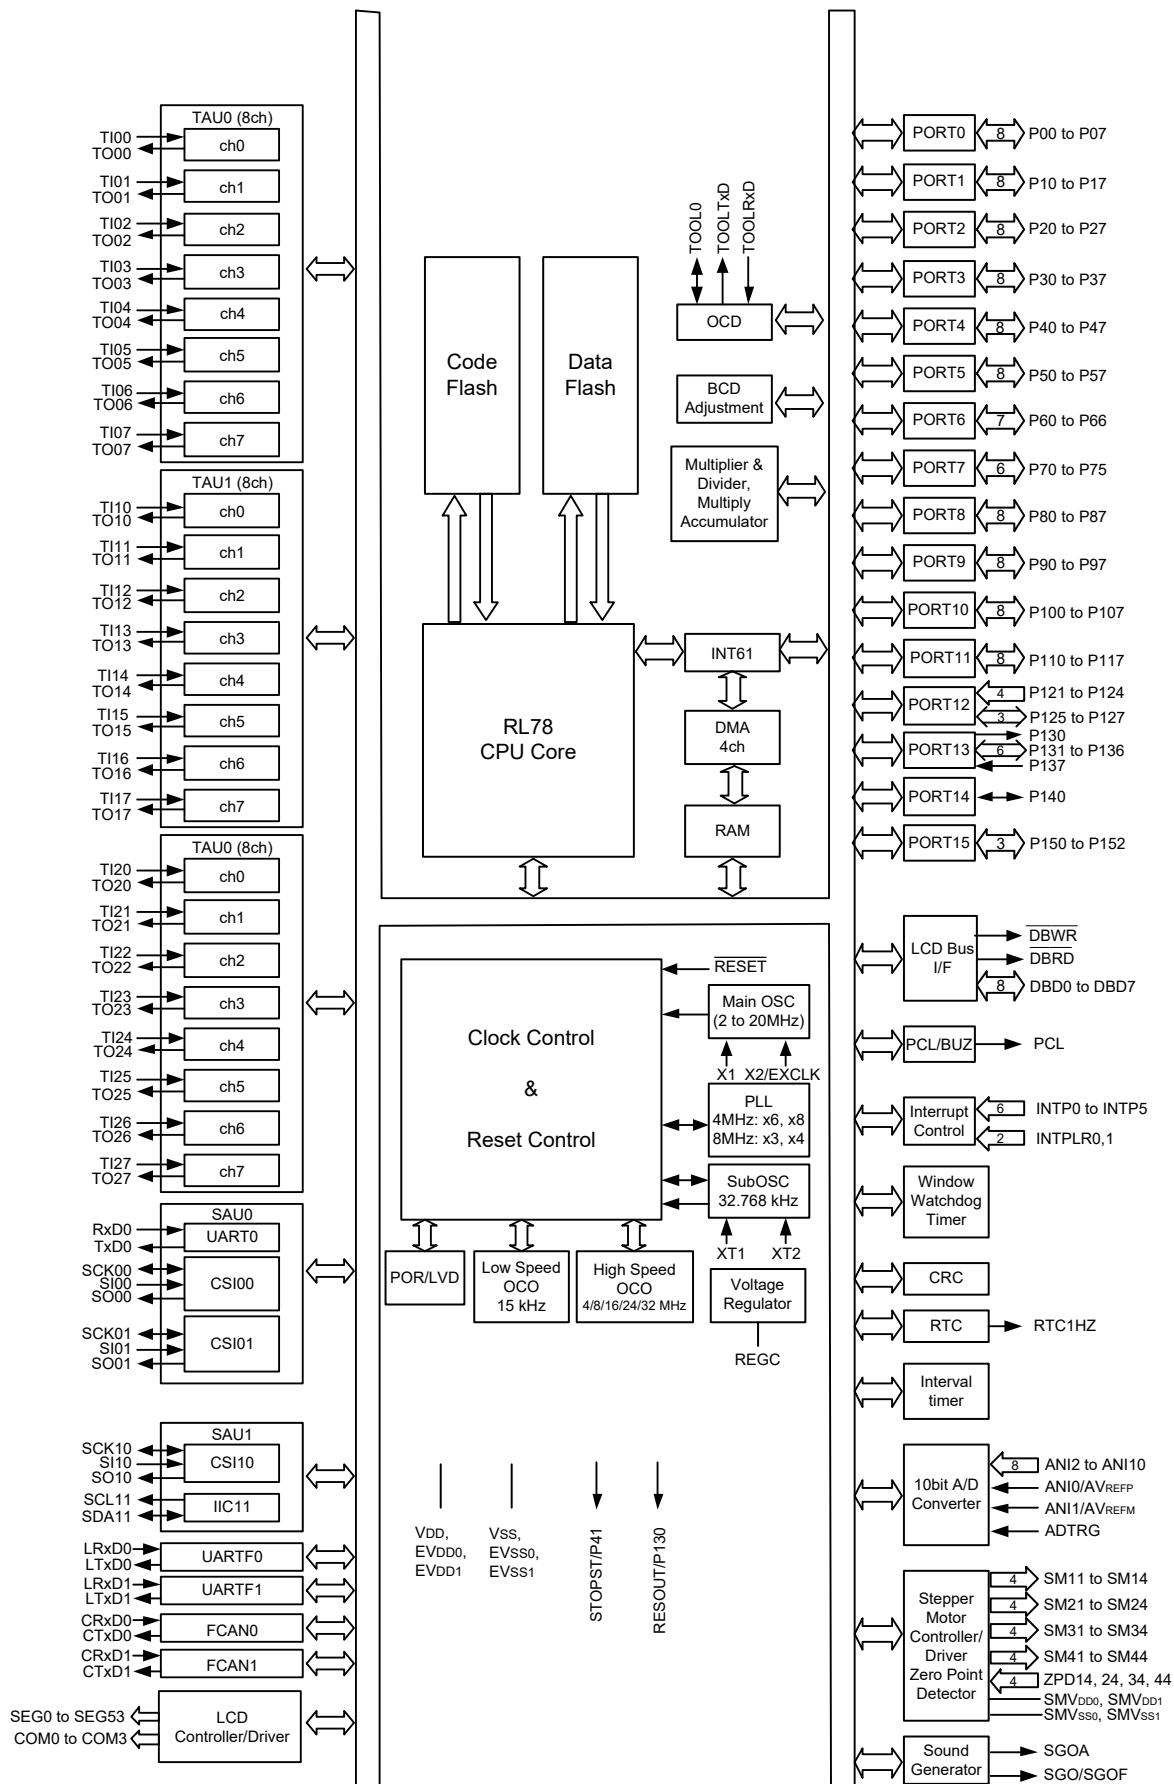 TAU0 (8ch)
TI00
TO00
ch0
TI01
TO01
ch1
TI02
TO02
ch2
TI03
TO03
ch3
TI04
TO04
ch4
TI05
TO05
ch5
TI06
TO06
ch6
TI07
TO07
ch7
TAU1 (8ch)
TI10
TO10
ch0
TI11
TO11
ch1
TI12
TO12
ch2
TI13
TO13
ch3
TI14
TO14
ch4
TI15
TO15
ch5
TI16
TO16
ch6
TI17
TO17
ch7
TAU0 (8ch)
TI20
TO20
ch0
TI21
TO21
ch1
TI22
TO22
ch2
TI23
TO23
ch3
TI24
TO24
ch4
TI25
TO25
ch5
TI26
TO26
ch6
TI27
TO27
ch7
SAU0
RxD0
TxD0
UART0
SCK00
SI00
SO00
CSI00
SCK01
SI01
SO01
CSI01
SAU1
SCK10
SI10
SO10
CSI10
SCL11
SDA11
IIC11
LRxD0
LTxD0
UARTF0
LRxD1
LTxD1
UARTF1
CRxD0
CTxD0
FCAN0
CRxD1
CTxD1
FCAN1
SEG0 to SEG53
COM0 to COM3
LCD
Controller/Driver
Code
Flash
Data
Flash
TOOL0
TOOLTxD
TOOLRxD
OCD
BCD
Adjustment
Multiplier &
Divider,
Multiply
Accumulator
RL78
CPU Core
INT61
DMA
4ch
RAM
Clock Control
&
Reset Control
RESET
Main OSC
(2 to 20MHz)
X1 X2/EXCLK
PLL
4MHz: x6, x8
8MHz: x3, x4
SubOSC
32.768 kHz
XT1
XT2
POR/LVD
Low Speed
OCO
15 kHz
High Speed
OCO
4/8/16/24/32 MHz
Voltage
Regulator
REGC
VDD,
EVDD0,
EVDD1
VSS,
EVSS0,
EVSS1
STOPST/P41
RESOUT/P130
PORT0 8 P00 to P07
PORT1 8 P10 to P17
PORT2 8 P20 to P27
PORT3 8 P30 to P37
PORT4 8 P40 to P47
PORT5 8 P50 to P57
PORT6 7 P60 to P66
PORT7 6 P70 to P75
PORT8 8 P80 to P87
PORT9 8 P90 to P97
PORT10 8 P100 to P107
PORT11 8 P110 to P117
PORT12
4 P121 to P124
3 P125 to P127
PORT13
P130
6 P131 to P136
P137
PORT14 P140
PORT15 3 P150 to P152
LCD Bus
I/F
DBWR
DBRD
8 DBD0 to DBD7
PCL/BUZ PCL
Interrupt
Control
6 INTP0 to INTP5
2 INTPLR0,1
Window
Watchdog
Timer
CRC
RTC RTC1HZ
Interval
timer
10bit A/D
Converter
8 ANI2 to ANI10
ANI0/AVREFP
ANI1/AVREFM
ADTRG
Stepper
Motor
Controller/
Driver
Zero Point
Detector
4 SM11 to SM14
4 SM21 to SM24
4 SM31 to SM34
4 SM41 to SM44
4 ZPD14, 24, 34, 44
SMVDD0, SMVDD1
SMVSS0, SMVSS1
Sound
Generator
SGOA
SGO/SGOF